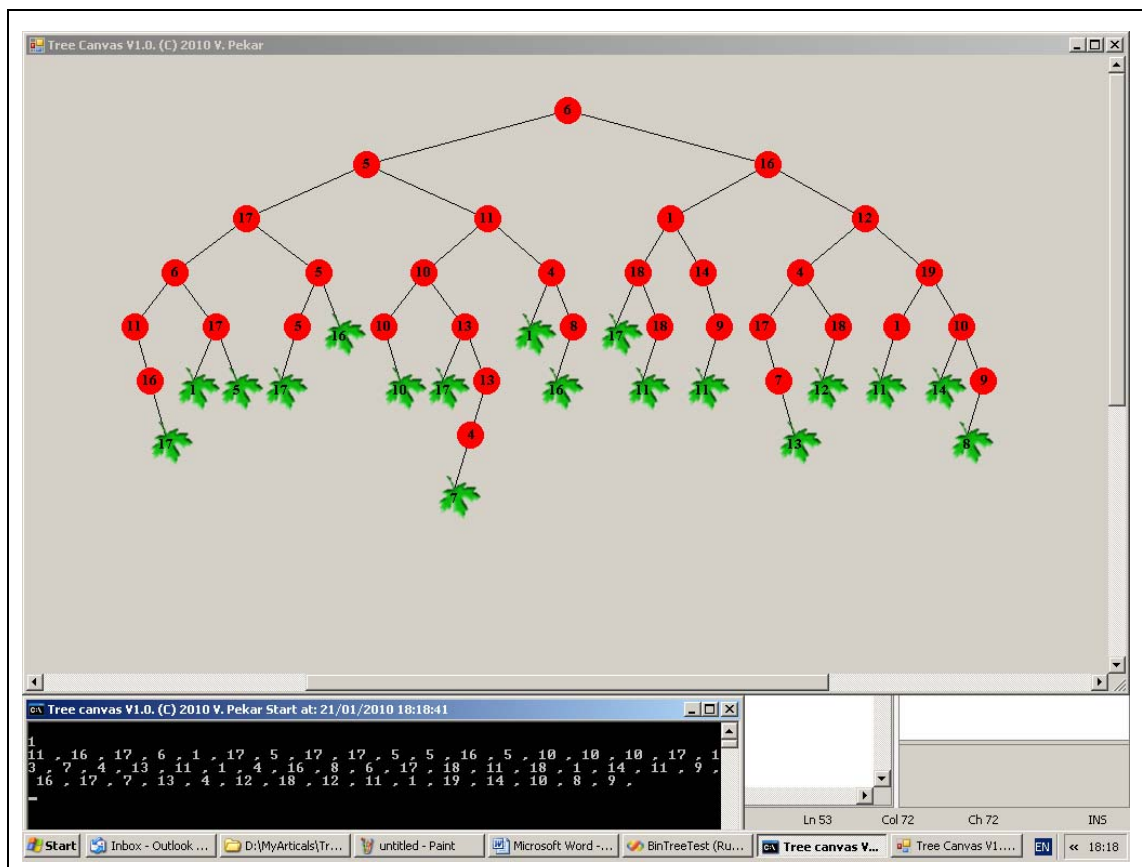 Tree Canvas V1.0. (C) 2010 V. Pekar
6
5 16
17 11 1 12
6 5 10 4 18 14 4 19
11 17 5 16 10 13 1 8 17 18 9 17 18 1 10
16 1 5 17 10 17 13 16 11 11 7 12 11 14 9
17 4 13 8
7
Tree canvas V1.0. (C) 2010 V. Pekar Start at: 21/01/2010 18:18:41
1
11 , 16 , 17 , 6 , 1 , 17 , 5 , 17 , 17 , 5 , 5 , 16 , 5 , 10 , 10 , 10 , 17 , 1
3 , 7 , 4 , 13 , 11 , 1 , 4 , 16 , 8 , 6 , 17 , 18 , 11 , 18 , 1 , 14 , 11 , 9 ,
16 , 17 , 7 , 13 , 4 , 12 , 18 , 12 , 11 , 1 , 19 , 14 , 10 , 8 , 9 ,
Ln 53 Col 72 Ch 72 INS
Start Inbox - Outlook ... D:\MyArticals\Tr... untitled - Paint Microsoft Word -... BinTreeTest (Ru... Tree canvas V... Tree Canvas V1.... EN « 18:18